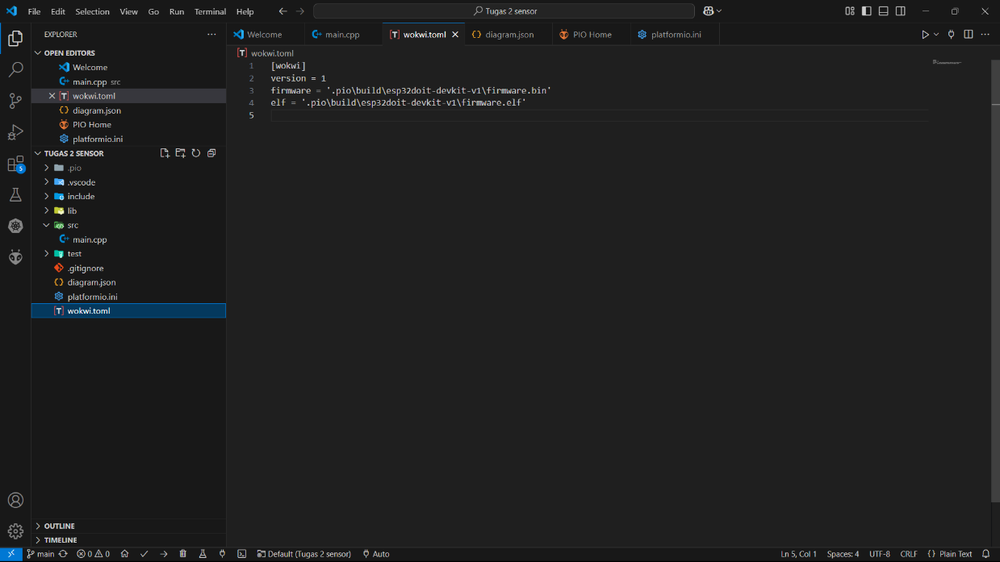 File Edit Selection View Go Run Terminal Help
Tugas 2 sensor
EXPLORER
Welcome
main.cpp
wokwi.toml
diagram.json
PIO Home
platformio.ini
OPEN EDITORS
Welcome
main.cpp src
wokwi.toml
diagram.json
PIO Home
platformio.ini
TUGAS 2 SENSOR
.pio
.vscode
include
lib
src
main.cpp
test
.gitignore
diagram.json
platformio.ini
wokwi.toml
OUTLINE
TIMELINE
5
wokwi.toml
1 [wokwi]
2 version = 1
3 firmware = '.pio\build\esp32doit-devkit-v1\firmware.bin'
4 elf = '.pio\build\esp32doit-devkit-v1\firmware.elf'
5
main 0 0 Default (Tugas 2 sensor) Auto Ln 5, Col 1 Spaces: 4 UTF-8 CRLF {} Plain Text